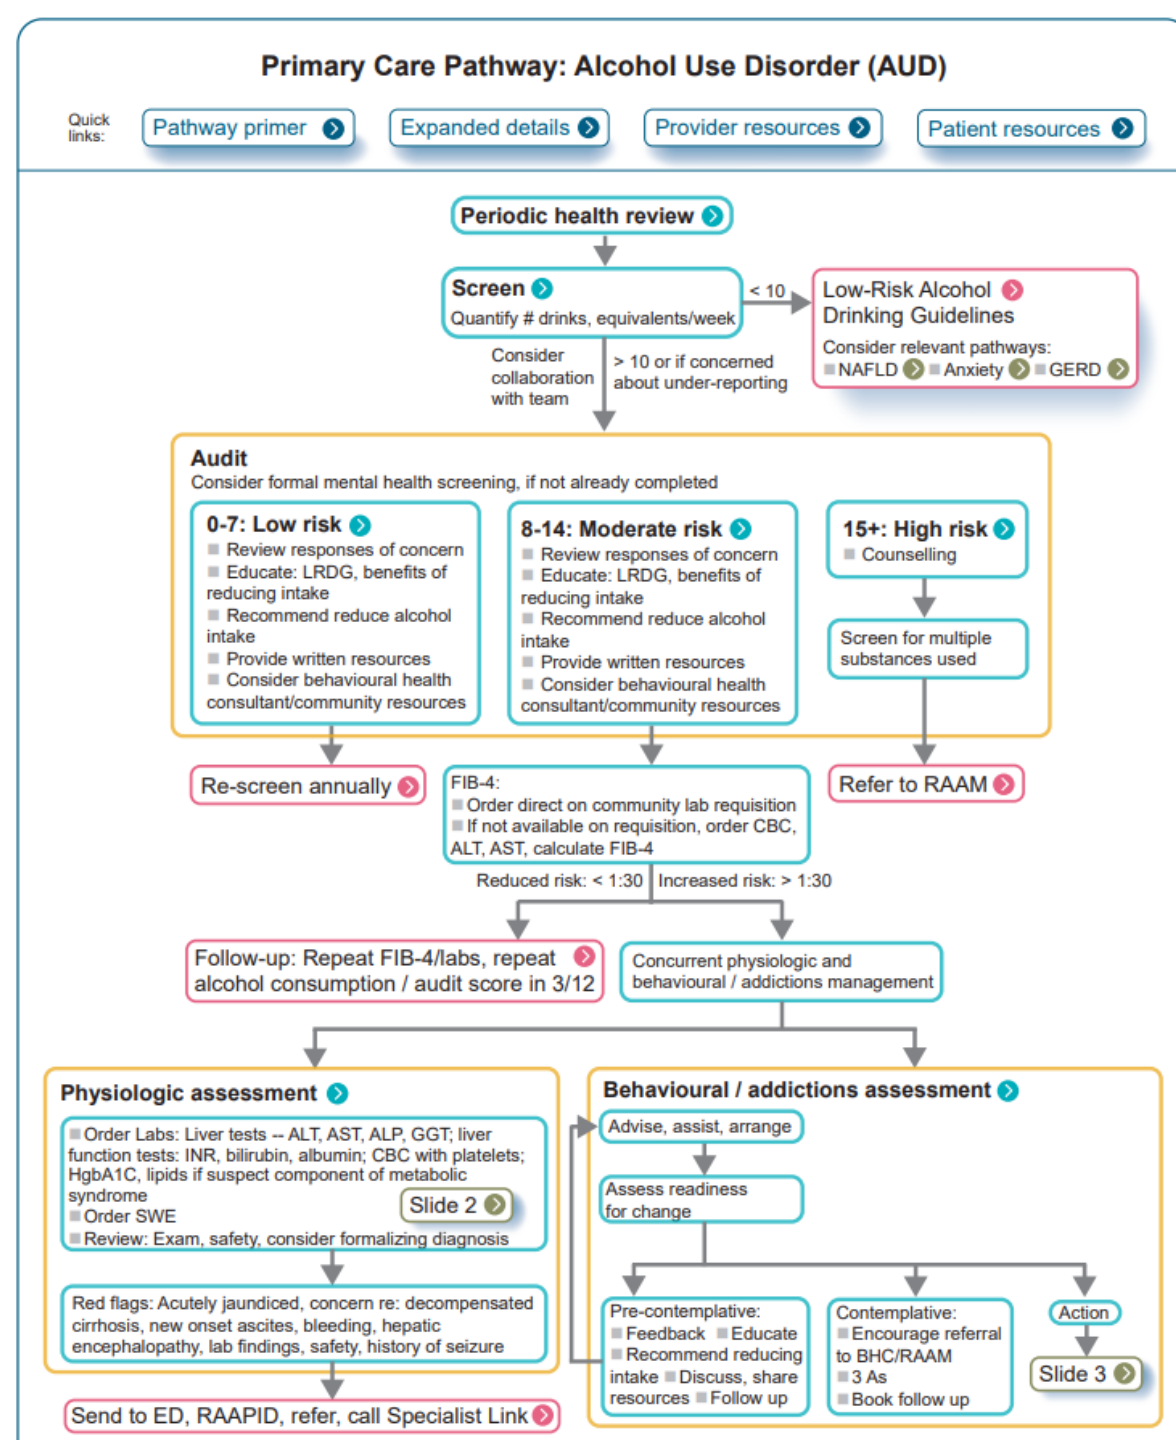 Primary Care Pathway: Alcohol Use Disorder (AUD)
Quick
links:
Pathway primer
Expanded details
Provider resources
Patient resources
Periodic health review
Screen
Quantify # drinks, equivalents/week
< 10
Low-Risk Alcohol
Drinking Guidelines
Consider relevant pathways:
NAFLD Anxiety GERD
Consider
collaboration
with team
> 10 or if concerned
about under-reporting
Audit
Consider formal mental health screening, if not already completed
0-7: Low risk
Review responses of concern
Educate: LRDG, benefits of
reducing intake
Recommend reduce alcohol
intake
Provide written resources
Consider behavioural health
consultant/community resources
8-14: Moderate risk
Review responses of concern
Educate: LRDG, benefits of
reducing intake
Recommend reduce alcohol
intake
Provide written resources
Consider behavioural health
consultant/community resources
15+: High risk
Counselling
Screen for multiple
substances used
Re-screen annually
FIB-4:
Order direct on community lab requisition
If not available on requisition, order CBC,
ALT, AST, calculate FIB-4
Refer to RAAM
Reduced risk: < 1:30
Increased risk: > 1:30
Follow-up: Repeat FIB-4/labs, repeat
alcohol consumption / audit score in 3/12
Concurrent physiologic and
behavioural / addictions management
Physiologic assessment
Order Labs: Liver tests -- ALT, AST, ALP, GGT; liver
function tests: INR, bilirubin, albumin; CBC with platelets;
HgbA1C, lipids if suspect component of metabolic
syndrome
Slide 2
Order SWE
Review: Exam, safety, consider formalizing diagnosis
Red flags: Acutely jaundiced, concern re: decompensated
cirrhosis, new onset ascites, bleeding, hepatic
encephalopathy, lab findings, safety, history of seizure
Send to ED, RAAPID, refer, call Specialist Link
Behavioural / addictions assessment
Advise, assist, arrange
Assess readiness
for change
Pre-contemplative:
Feedback Educate
Recommend reducing
intake Discuss, share
resources Follow up
Contemplative:
Encourage referral
to BHC/RAAM
3 As
Book follow up
Action
Slide 3